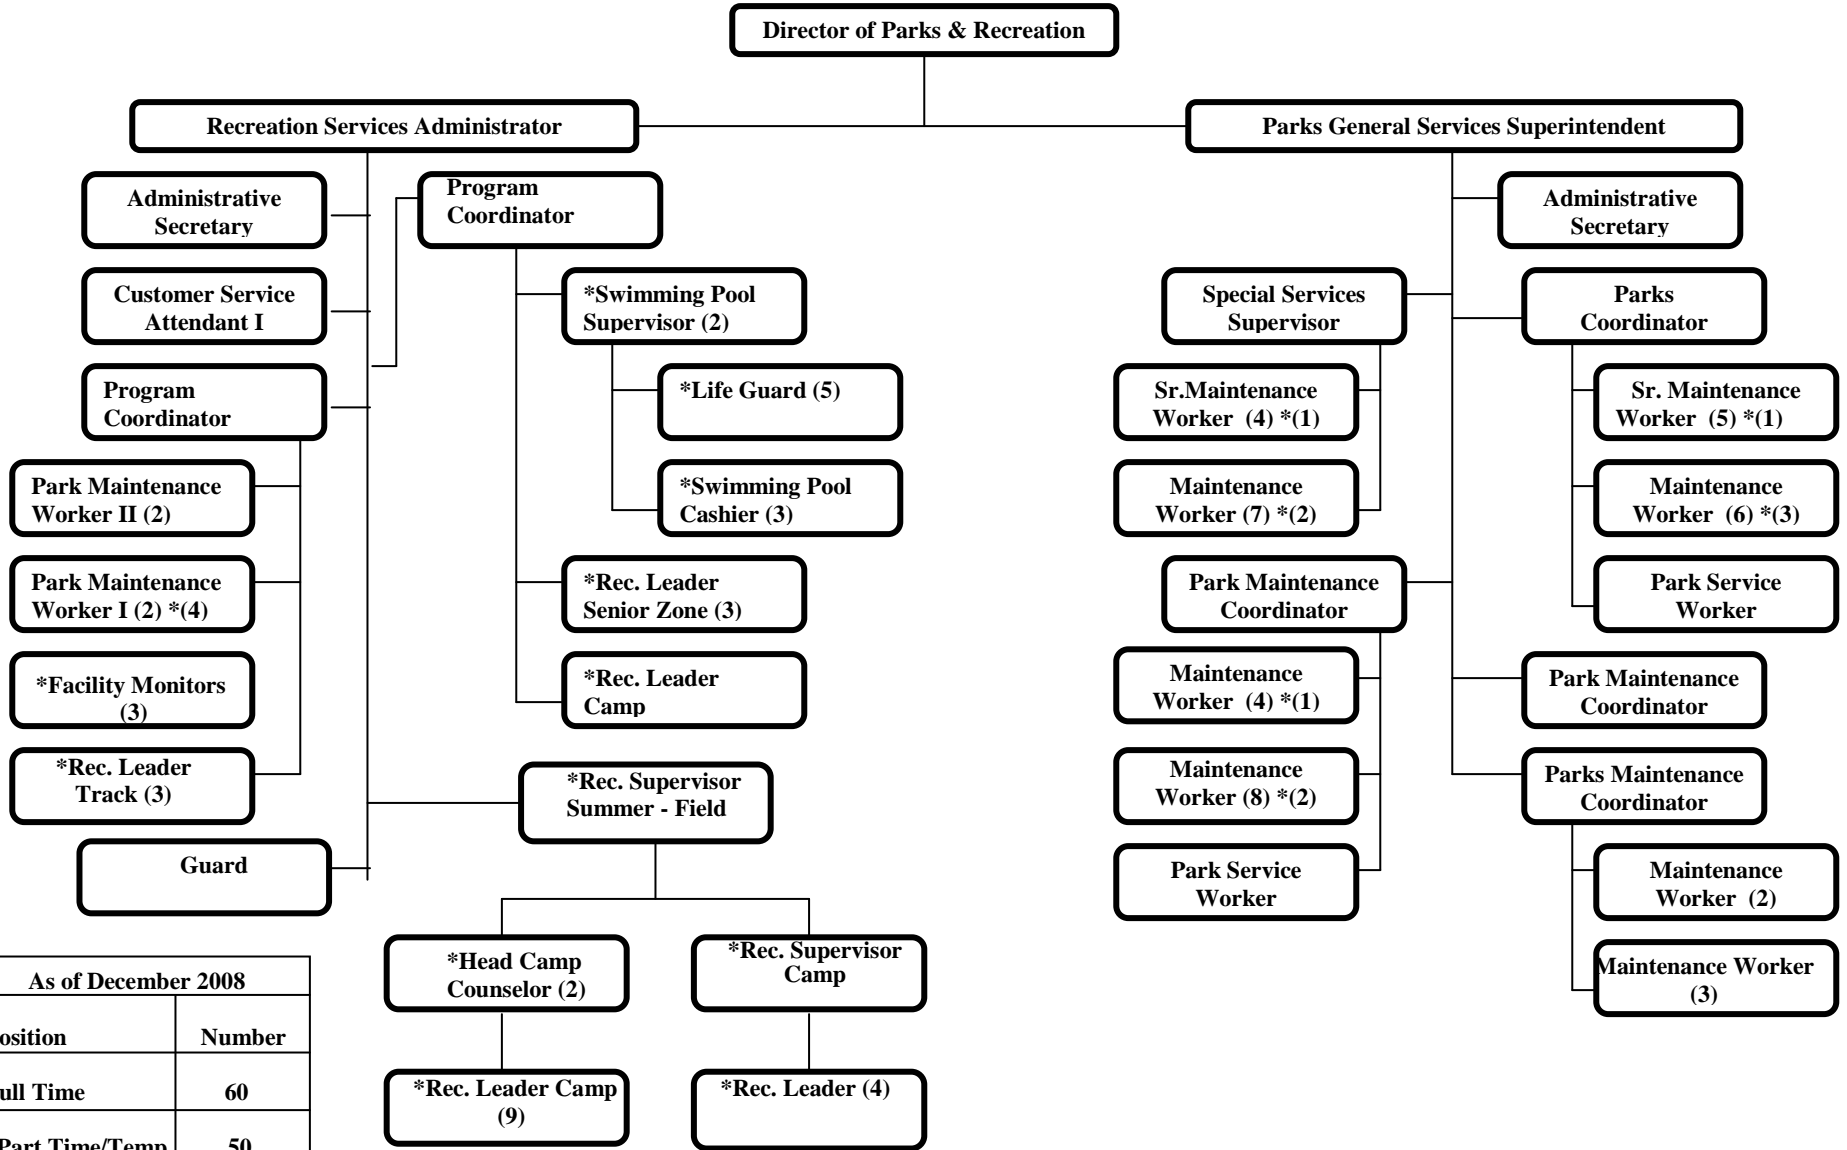 Director of Parks & Recreation
Recreation Services Administrator
Parks General Services Superintendent
Administrative
Secretary
Program
Coordinator
Customer Service
Attendant I
Program
Coordinator
Park Maintenance
Worker II (2)
Park Maintenance
Worker I (2) *(4)
*Facility Monitors
(3)
*Rec. Leader
Track (3)
Guard
*Swimming Pool
Supervisor (2)
*Life Guard (5)
*Swimming Pool
Cashier (3)
*Rec. Leader
Senior Zone (3)
*Rec. Leader
Camp
*Rec. Supervisor
Summer - Field
*Head Camp
Counselor (2)
*Rec. Supervisor
Camp
*Rec. Leader Camp
(9)
*Rec. Leader (4)
Administrative
Secretary
Special Services
Supervisor
Sr.Maintenance
Worker (4) *(1)
Maintenance
Worker (7) *(2)
Park Maintenance
Coordinator
Maintenance
Worker (4) *(1)
Maintenance
Worker (8) *(2)
Park Service
Worker
Parks
Coordinator
Sr. Maintenance
Worker (5) *(1)
Maintenance
Worker (6) *(3)
Park Service
Worker
Park Maintenance
Coordinator
Parks Maintenance
Coordinator
Maintenance
Worker (2)
Maintenance Worker
(3)
As of December 2008
osition Number
ull Time 60
Part Time/Temp 50